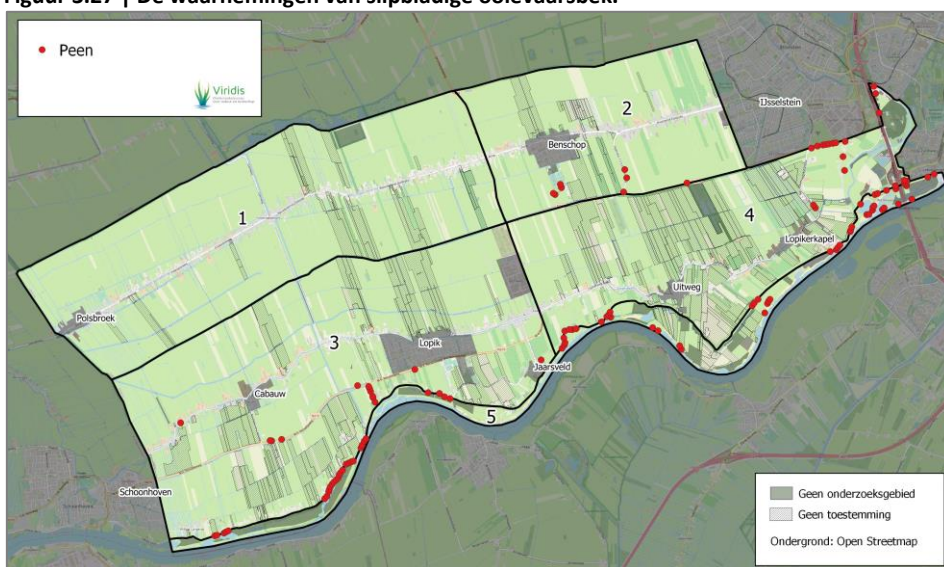 Figuur 3.27 | De waarnemingen van slipbladige ooievaarsbek.
Peen
Viridis
IJsselstein
2
Benschop
1
4
Lopikerkapel
Uitweg
Polsbroek
3
Lopik
Jaarsveld
Cabauw
5
Schoonhoven
Geen onderzoeksgebied
Geen toestemming
Ondergrond: Open Streetmap